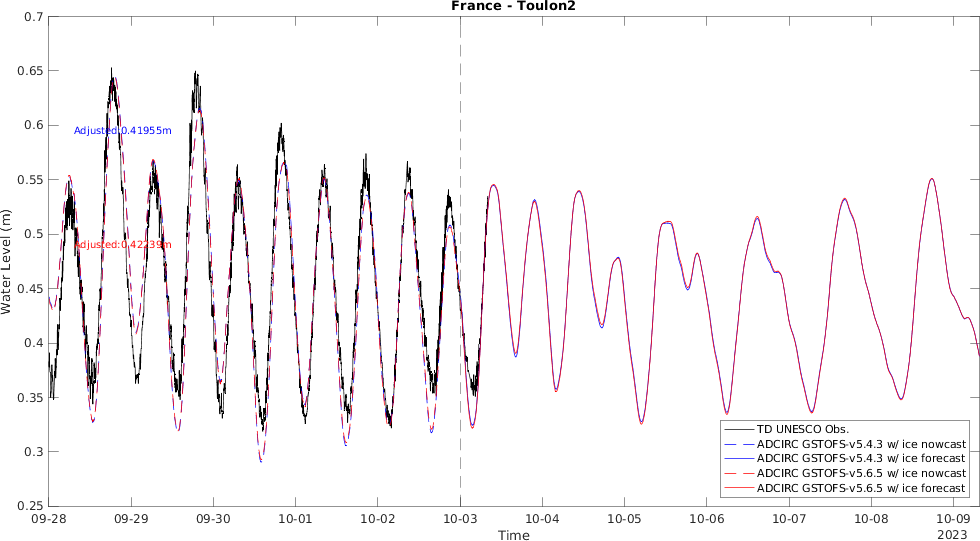 France - Toulon2
0.7
0.65
0.6
0.55
0.5
0.45
0.4
0.35
0.3
0.25
Water Level (m)
Adjusted:0.41955m
Adjusted:0.42239m
TD UNESCO Obs.
ADCIRC GSTOFS-v5.4.3 w/ ice nowcast
ADCIRC GSTOFS-v5.4.3 w/ ice forecast
ADCIRC GSTOFS-v5.6.5 w/ ice nowcast
ADCIRC GSTOFS-v5.6.5 w/ ice forecast
09-28 09-29 09-30 10-01 10-02 10-03 10-04 10-05 10-06 10-07 10-08 10-09
2023
Time